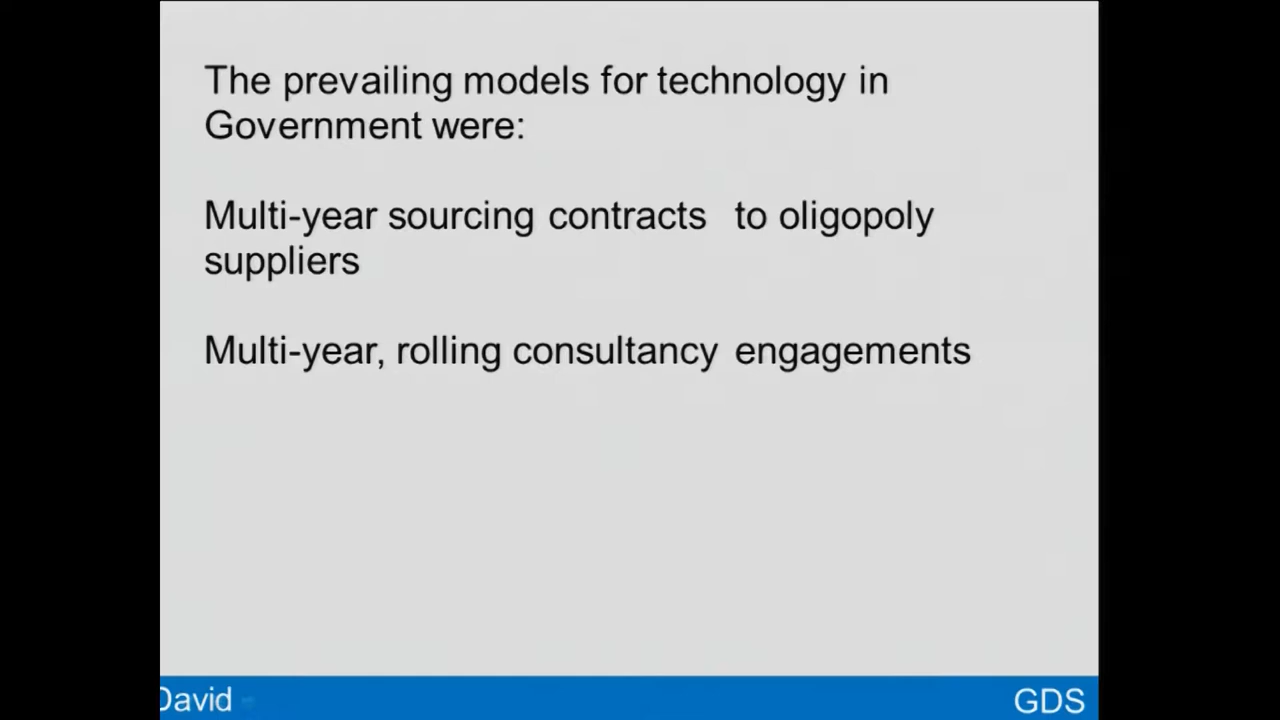 The prevailing models for technology in
Government were:
Multi-year sourcing contracts to oligopoly
suppliers
Multi-year, rolling consultancy engagements
David
GDS